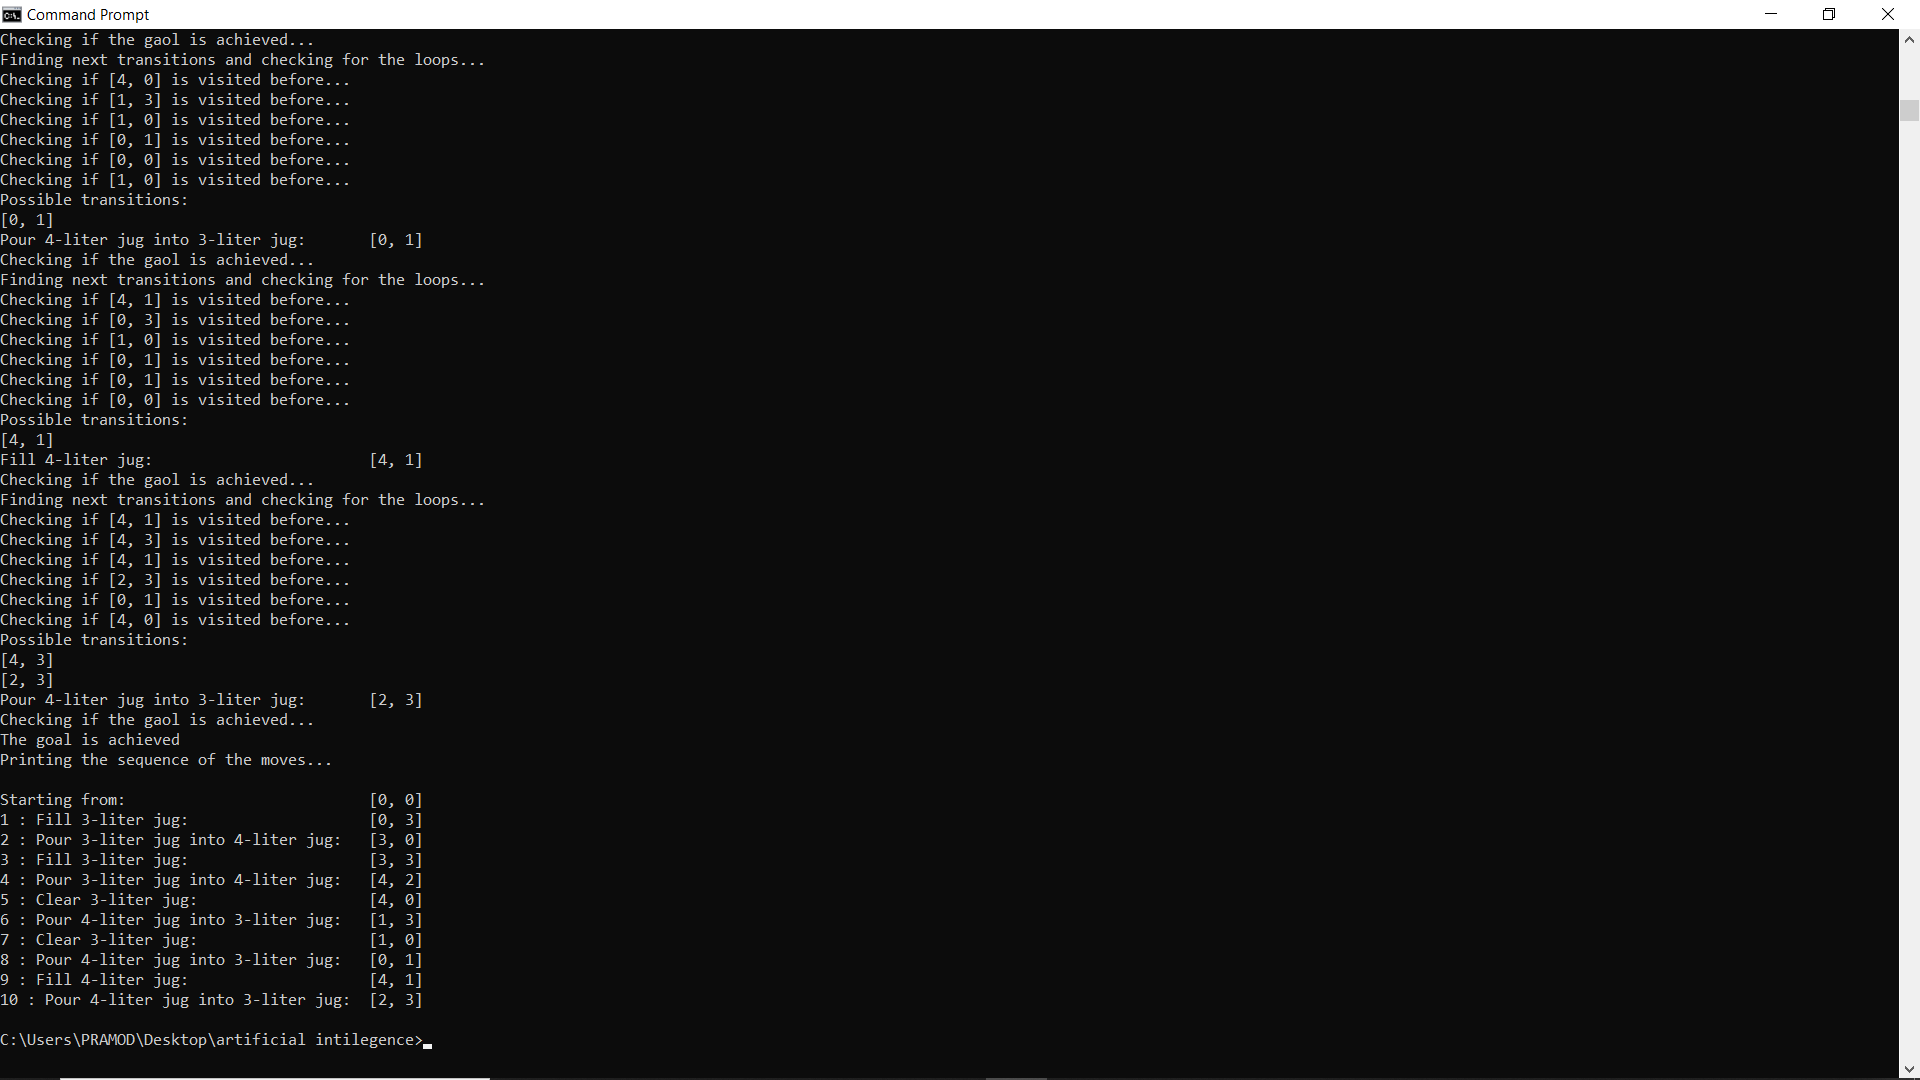 Command Prompt
Checking if the gaol is achieved...
Finding next transitions and checking for the loops...
Checking if [4, 0] is visited before...
Checking if [1, 3] is visited before...
Checking if [1, 0] is visited before...
Checking if [0, 1] is visited before...
Checking if [0, 0] is visited before...
Checking if [1, 0] is visited before...
Possible transitions:
[0, 1]
Pour 4-liter jug into 3-liter jug:       [0, 1]
Checking if the gaol is achieved...
Finding next transitions and checking for the loops...
Checking if [4, 1] is visited before...
Checking if [0, 3] is visited before...
Checking if [1, 0] is visited before...
Checking if [0, 1] is visited before...
Checking if [0, 1] is visited before...
Checking if [0, 0] is visited before...
Possible transitions:
[4, 1]
Fill 4-liter jug:                        [4, 1]
Checking if the gaol is achieved...
Finding next transitions and checking for the loops...
Checking if [4, 1] is visited before...
Checking if [4, 3] is visited before...
Checking if [4, 1] is visited before...
Checking if [2, 3] is visited before...
Checking if [0, 1] is visited before...
Checking if [4, 0] is visited before...
Possible transitions:
[4, 3]
[2, 3]
Pour 4-liter jug into 3-liter jug:       [2, 3]
Checking if the gaol is achieved...
The goal is achieved
Printing the sequence of the moves...
Starting from:                           [0, 0]
1 : Fill 3-liter jug:                    [0, 3]
2 : Pour 3-liter jug into 4-liter jug:   [3, 0]
3 : Fill 3-liter jug:                    [3, 3]
4 : Pour 3-liter jug into 4-liter jug:   [4, 2]
5 : Clear 3-liter jug:                   [4, 0]
6 : Pour 4-liter jug into 3-liter jug:   [1, 3]
7 : Clear 3-liter jug:                   [1, 0]
8 : Pour 4-liter jug into 3-liter jug:   [0, 1]
9 : Fill 4-liter jug:                    [4, 1]
10 : Pour 4-liter jug into 3-liter jug:  [2, 3]
C:\Users\PRAMOD\Desktop\artificial intilegence>